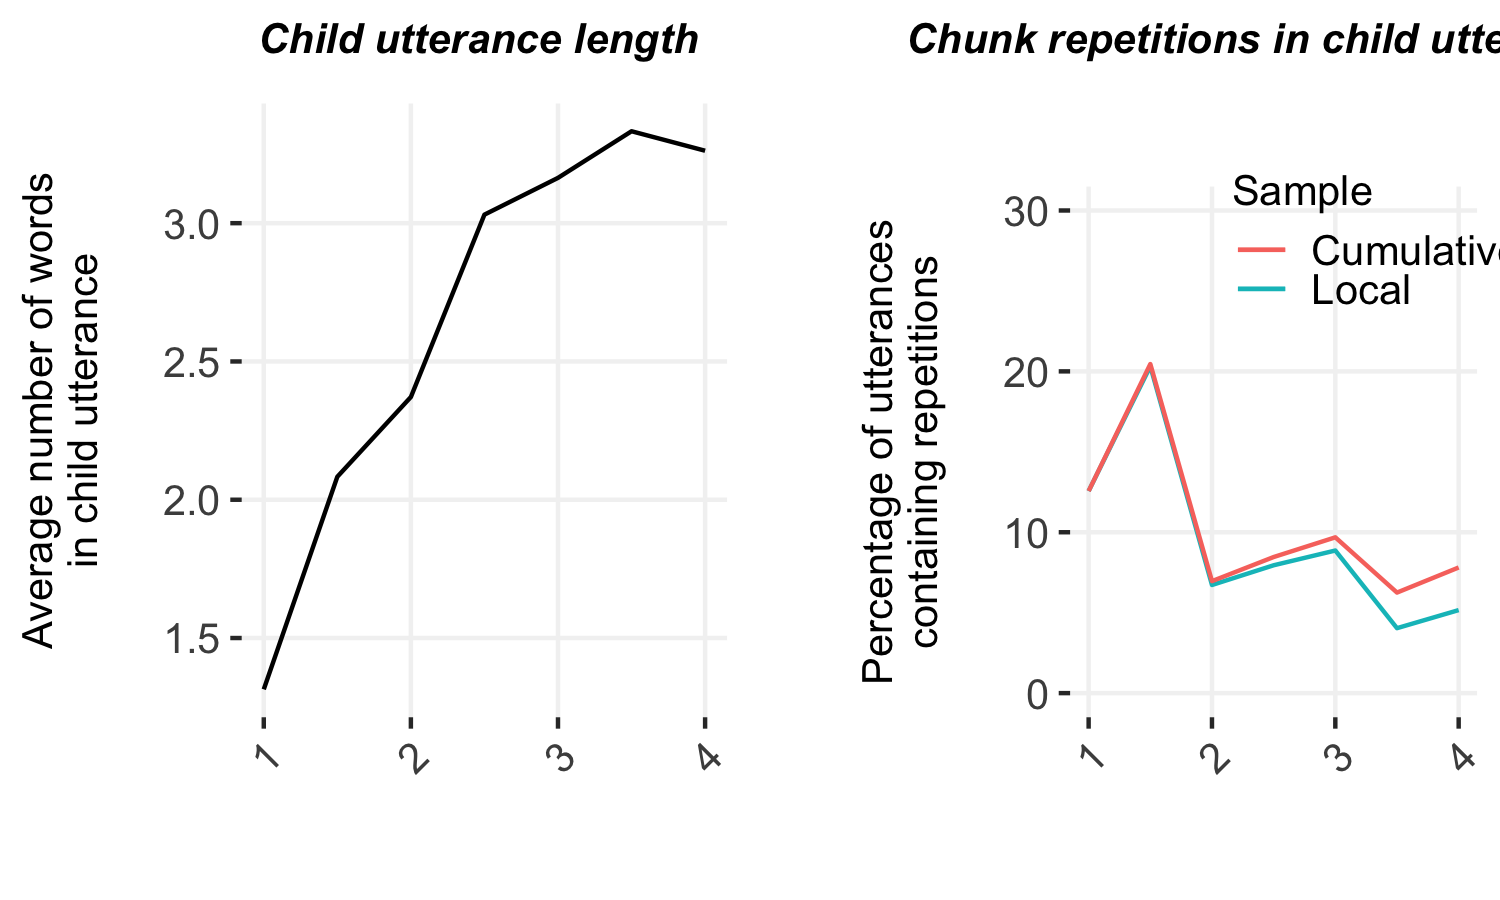 Child utterance length
Average number of words
in child utterance
3.0
2.5
2.0
1.5
1
2
3
4
Chunk repetitions in child utte
Percentage of utterances
containing repetitions
30
20
10
0
Sample
Cumulative
Local
1
2
3
4